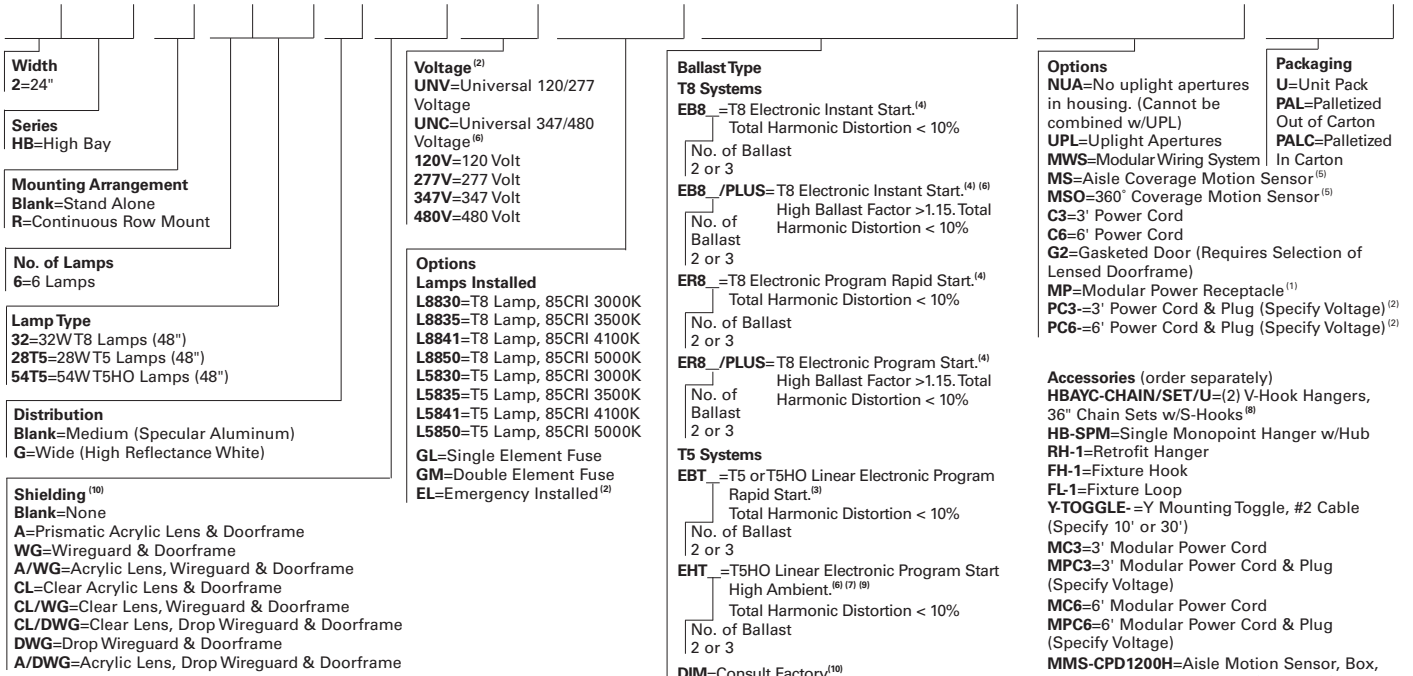 Width
2=24"
Series
HB=High Bay
Mounting Arrangement
Blank=Stand Alone
R=Continuous Row Mount
No. of Lamps
6=6 Lamps
Lamp Type
32=32W T8 Lamps (48")
28T5=28W T5 Lamps (48")
54T5=54W T5HO Lamps (48")
Distribution
Blank=Medium (Specular Aluminum)
G=Wide (High Reflectance White)
Shielding (10)
Blank=None
A=Prismatic Acrylic Lens & Doorframe
WG=Wireguard & Doorframe
A/WG=Acrylic Lens, Wireguard & Doorframe
CL=Clear Acrylic Lens & Doorframe
CL/WG=Clear Lens, Wireguard & Doorframe
CL/DWG=Clear Lens, Drop Wireguard & Doorframe
DWG=Drop Wireguard & Doorframe
A/DWG=Acrylic Lens, Drop Wireguard & Doorframe
Voltage (2)
UNV=Universal 120/277
Voltage
UNC=Universal 347/480
Voltage (6)
120V=120 Volt
277V=277 Volt
347V=347 Volt
480V=480 Volt
Options
Lamps Installed
L8830=T8 Lamp, 85CRI 3000K
L8835=T8 Lamp, 85CRI 3500K
L8841=T8 Lamp, 85CRI 4100K
L8850=T8 Lamp, 85CRI 5000K
L5830=T5 Lamp, 85CRI 3000K
L5835=T5 Lamp, 85CRI 3500K
L5841=T5 Lamp, 85CRI 4100K
L5850=T5 Lamp, 85CRI 5000K
GL=Single Element Fuse
GM=Double Element Fuse
EL=Emergency Installed (2)
Ballast Type
T8 Systems
EB8_=T8 Electronic Instant Start. (4)
Total Harmonic Distortion < 10%
No. of Ballast
2 or 3
EB8_/PLUS=T8 Electronic Instant Start. (4) (6)
High Ballast Factor >1.15. Total
Harmonic Distortion < 10%
No. of
Ballast
2 or 3
ER8_=T8 Electronic Program Rapid Start. (4)
Total Harmonic Distortion < 10%
No. of Ballast
2 or 3
ER8_/PLUS=T8 Electronic Program Start. (4)
High Ballast Factor >1.15. Total
Harmonic Distortion < 10%
No. of
Ballast
2 or 3
T5 Systems
EBT_=T5 or T5HO Linear Electronic Program
Rapid Start. (3)
Total Harmonic Distortion < 10%
No. of Ballast
2 or 3
EHT_=T5HO Linear Electronic Program Start
High Ambient. (6) (7) (9)
Total Harmonic Distortion < 10%
No. of Ballast
2 or 3
DIM=Consult Factory (10)
Options
NUA=No uplight apertures
in housing. (Cannot be
combined w/UPL)
UPL=Uplight Apertures
MWS=Modular Wiring System
MS=Aisle Coverage Motion Sensor (5)
MSO=360˚ Coverage Motion Sensor (5)
C3=3' Power Cord
C6=6' Power Cord
G2=Gasketed Door (Requires Selection of
Lensed Doorframe)
MP=Modular Power Receptacle (1)
PC3-=3' Power Cord & Plug (Specify Voltage) (2)
PC6-=6' Power Cord & Plug (Specify Voltage) (2)
Accessories (order separately)
HBAYC-CHAIN/SET/U=(2) V-Hook Hangers,
36" Chain Sets w/S-Hooks (8)
HB-SPM=Single Monopoint Hanger w/Hub
RH-1=Retrofit Hanger
FH-1=Fixture Hook
FL-1=Fixture Loop
Y-TOGGLE- =Y Mounting Toggle, #2 Cable
(Specify 10' or 30')
MC3=3' Modular Power Cord
MPC3=3' Modular Power Cord & Plug
(Specify Voltage)
MC6=6' Modular Power Cord
MPC6=6' Modular Power Cord & Plug
(Specify Voltage)
MMS-CPD1200H=Aisle Motion Sensor, Box,
Packaging
U=Unit Pack
PAL=Palletized
Out of Carton
PALC=Palletized
In Carton